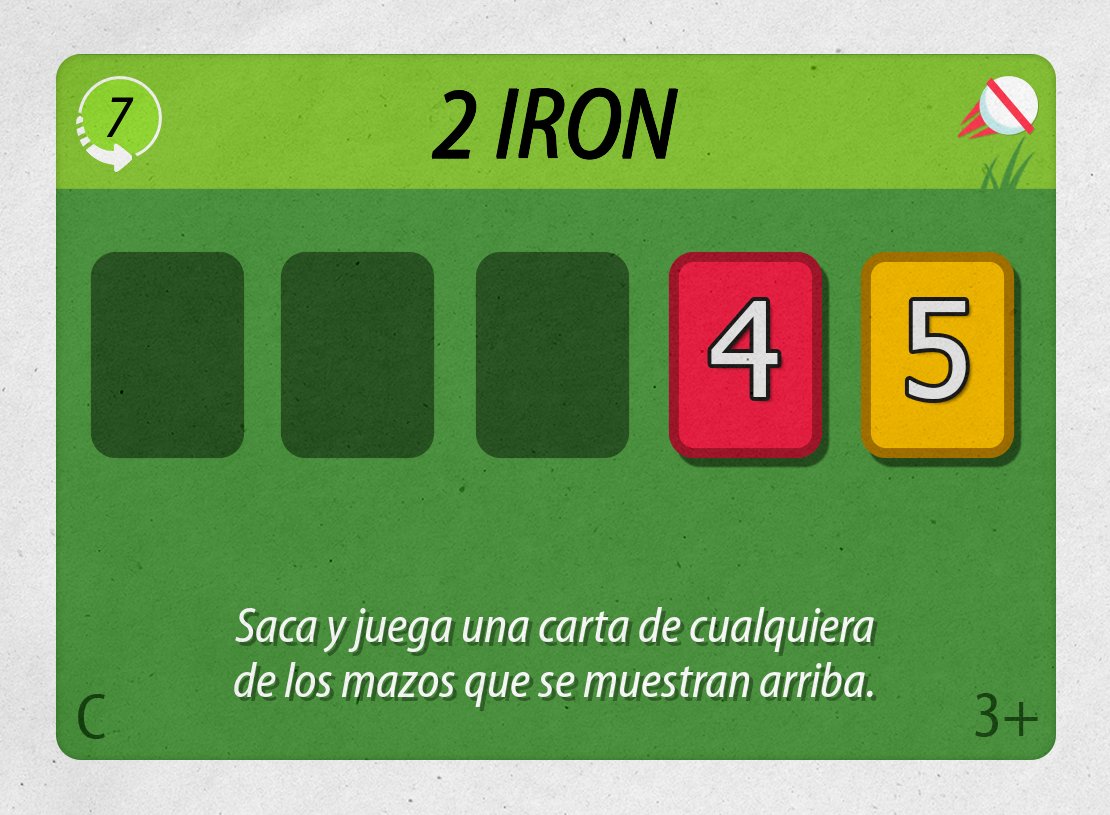 7
2 IRON
4 5
Saca y juega una carta de cualquiera
de los mazos que se muestran arriba.
C 3+